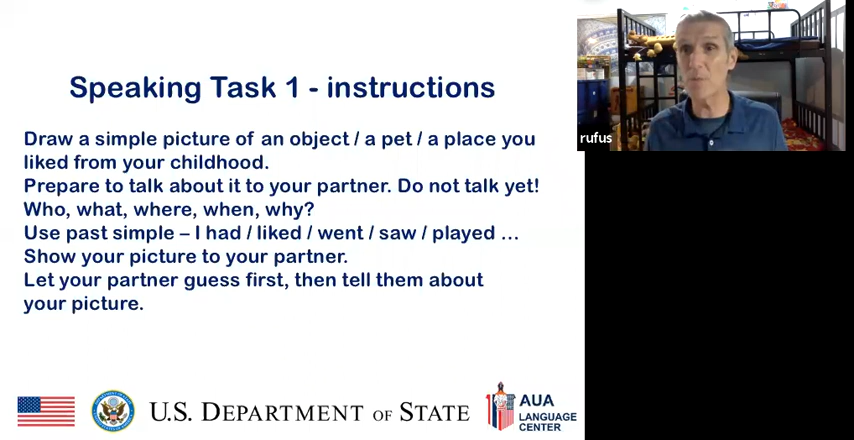 Speaking Task 1 - instructions
Draw a simple picture of an object / a pet / a place you
liked from your childhood.
Prepare to talk about it to your partner. Do not talk yet!
Who, what, where, when, why?
Use past simple – I had / liked / went / saw / played ...
Show your picture to your partner.
Let your partner guess first, then tell them about
your picture.
rufus
U.S. DEPARTMENT OF STATE
AUA
LANGUAGE
CENTER